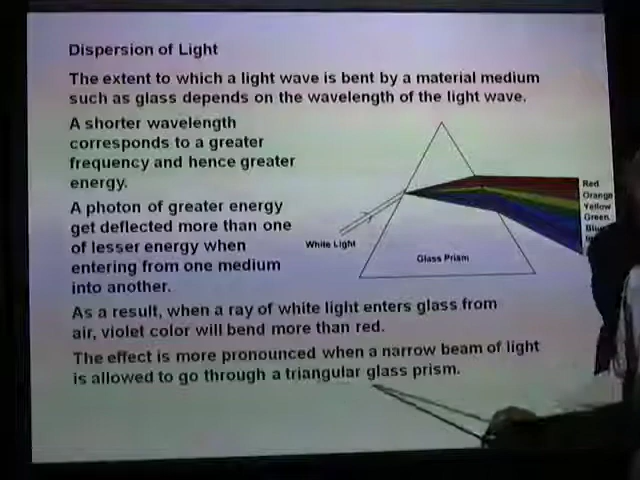 Dispersion of Light
The extent to which a light wave is bent by a material medium
such as glass depends on the wavelength of the light wave.
A shorter wavelength
corresponds to a greater
frequency and hence greater
energy.
A photon of greater energy
get deflected more than one
of lesser energy when
entering from one medium
into another.
White Light
Glass Prism
Red
Orange
Yellow
Green
As a result, when a ray of white light enters glass from
air, violet color will bend more than red.
The effect is more pronounced when a narrow beam of light
is allowed to go through a triangular glass prism.